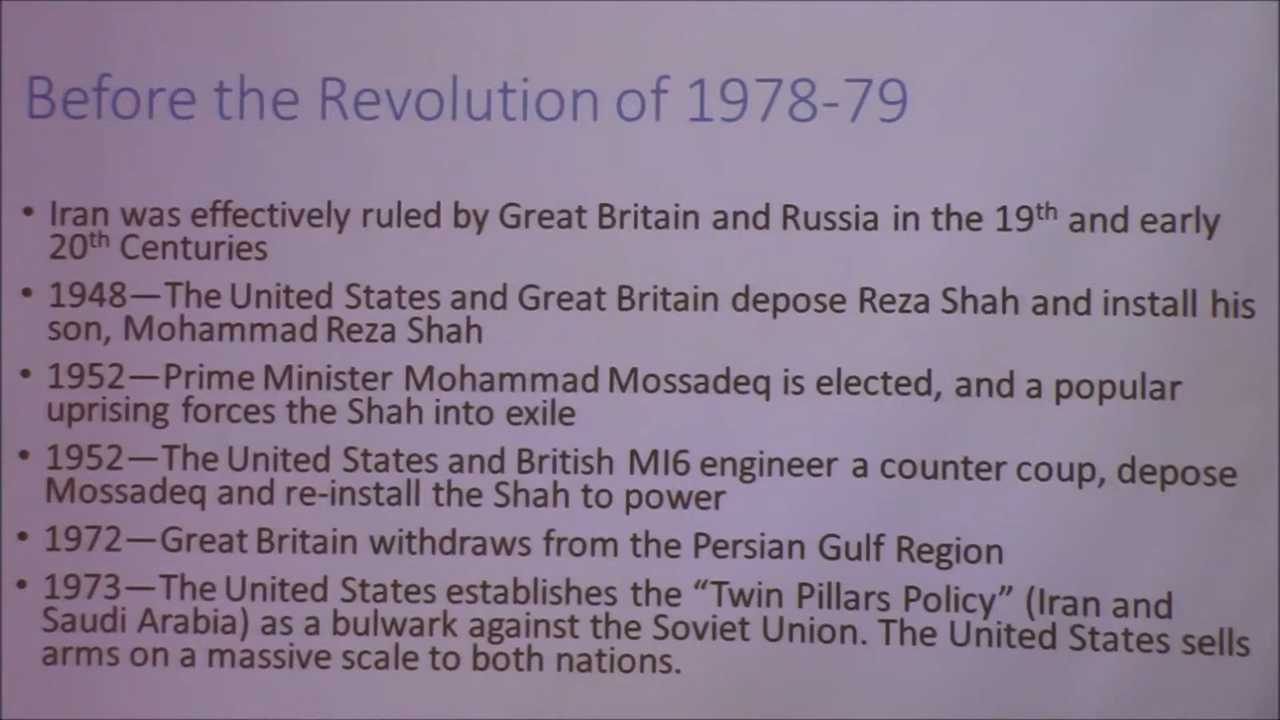 Before the Revolution of 1978-79
• Iran was effectively ruled by Great Britain and Russia in the 19th and early
20th Centuries
• 1948—The United States and Great Britain depose Reza Shah and install his
son, Mohammad Reza Shah
• 1952—Prime Minister Mohammad Mossadeq is elected, and a popular
uprising forces the Shah into exile
• 1952—The United States and British MI6 engineer a counter coup, depose
Mossadeq and re-install the Shah to power
• 1972—Great Britain withdraws from the Persian Gulf Region
• 1973—The United States establishes the “Twin Pillars Policy” (Iran and
Saudi Arabia) as a bulwark against the Soviet Union. The United States sells
arms on a massive scale to both nations.